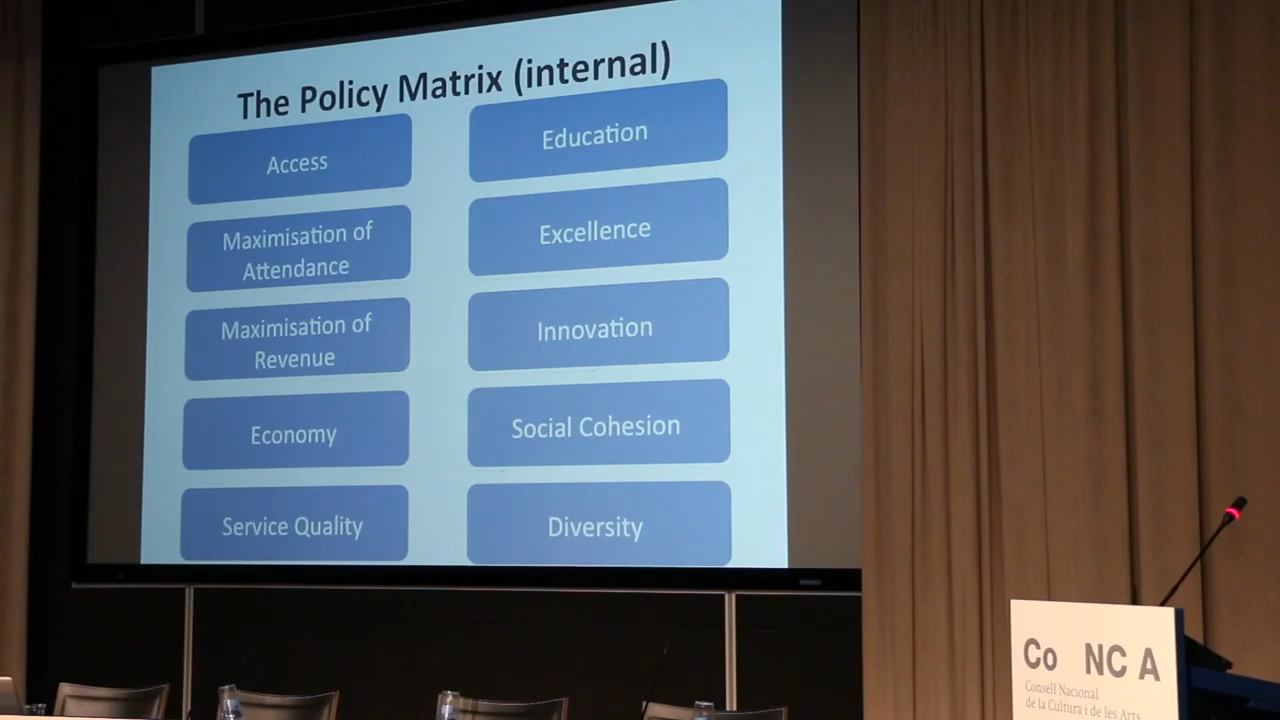 The Policy Matrix (internal)
Access
Education
Maximisation of
Attendance
Excellence
Maximisation of
Revenue
Innovation
Economy
Social Cohesion
Service Quality
Diversity
Co NC A
Consell Nacional
de la Cultura i de les Arts